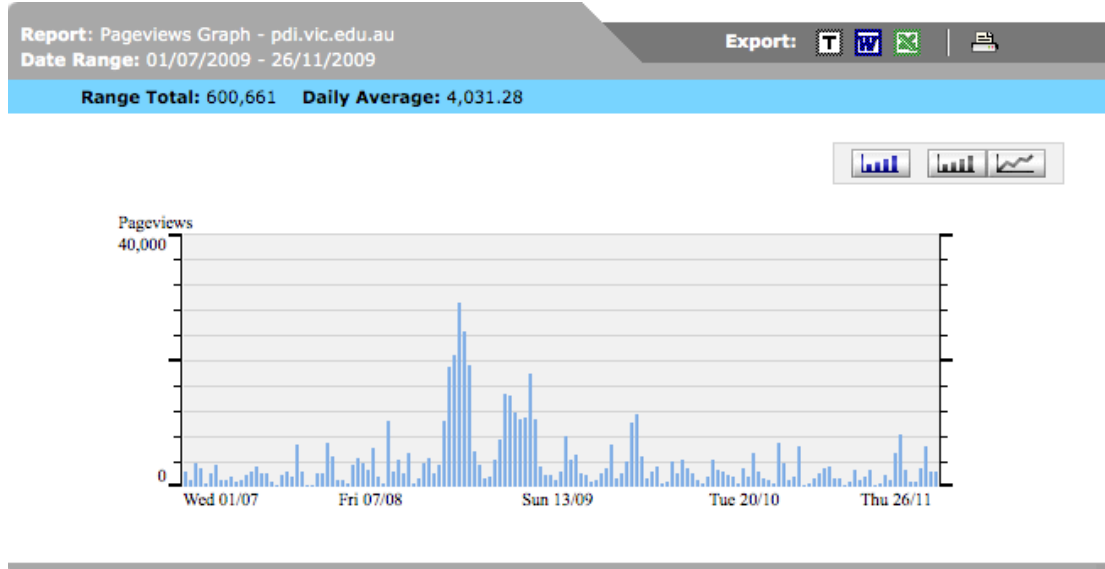 Report: Pageviews Graph - pdi.vic.edu.au
Export: T W X
Date Range: 01/07/2009 - 26/11/2009
Range Total: 600,661 Daily Average: 4,031.28
Pageviews
40,000
0
Wed 01/07 Fri 07/08 Sun 13/09 Tue 20/10 Thu 26/11